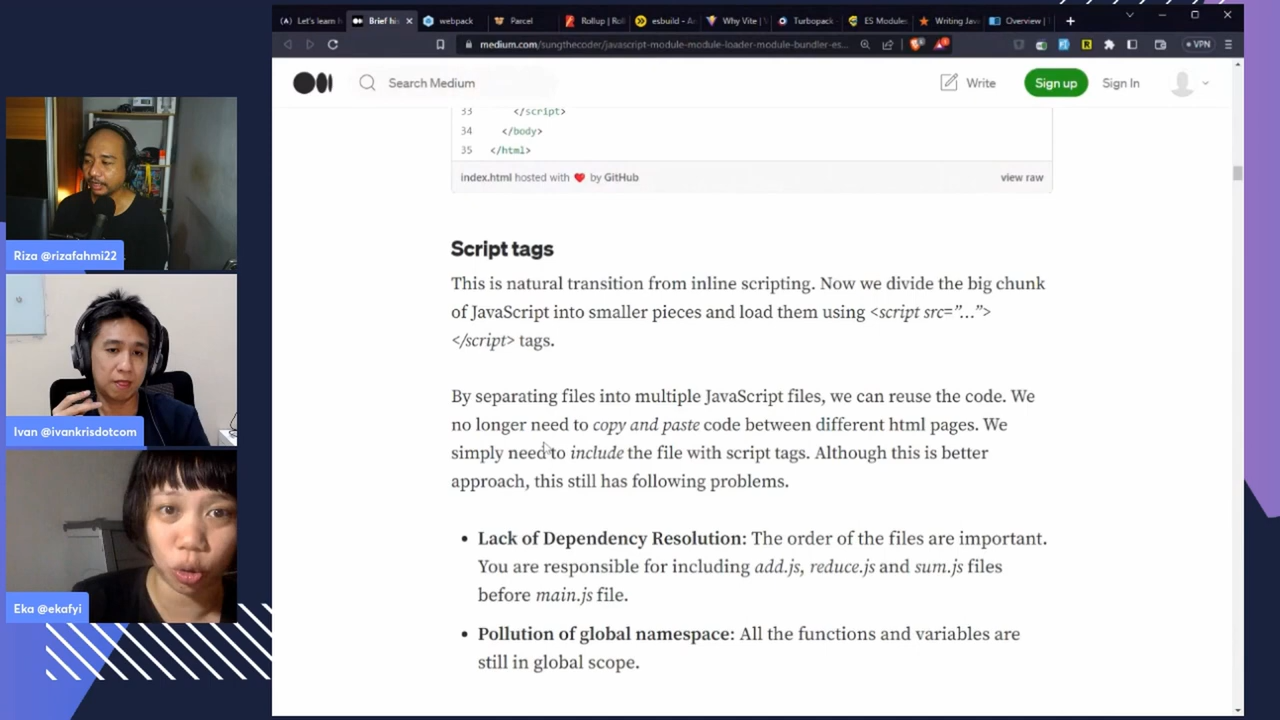 Let's learn h
Brief hi
webpack
Parcel
Rollup | Roll
esbuild - A
Why Vite |
Turbopack
ES Modules
Writing Java
Overview |
medium.com/sungthecoder/javascript-module-module-loader-module-bundler-es...
VPN
Search Medium
Write
Sign up
Sign In
33 </script>
34 </body>
35 </html>
index.html hosted with ❤ by GitHub
view raw
Script tags
This is natural transition from inline scripting. Now we divide the big chunk
of JavaScript into smaller pieces and load them using <script src="...">
</script> tags.
By separating files into multiple JavaScript files, we can reuse the code. We
no longer need to copy and paste code between different html pages. We
simply need to include the file with script tags. Although this is better
approach, this still has following problems.
• Lack of Dependency Resolution: The order of the files are important.
You are responsible for including add.js, reduce.js and sum.js files
before main.js file.
• Pollution of global namespace: All the functions and variables are
still in global scope.
Riza @rizafahmi22
Ivan @ivankrisdotcom
Eka @ekafyi